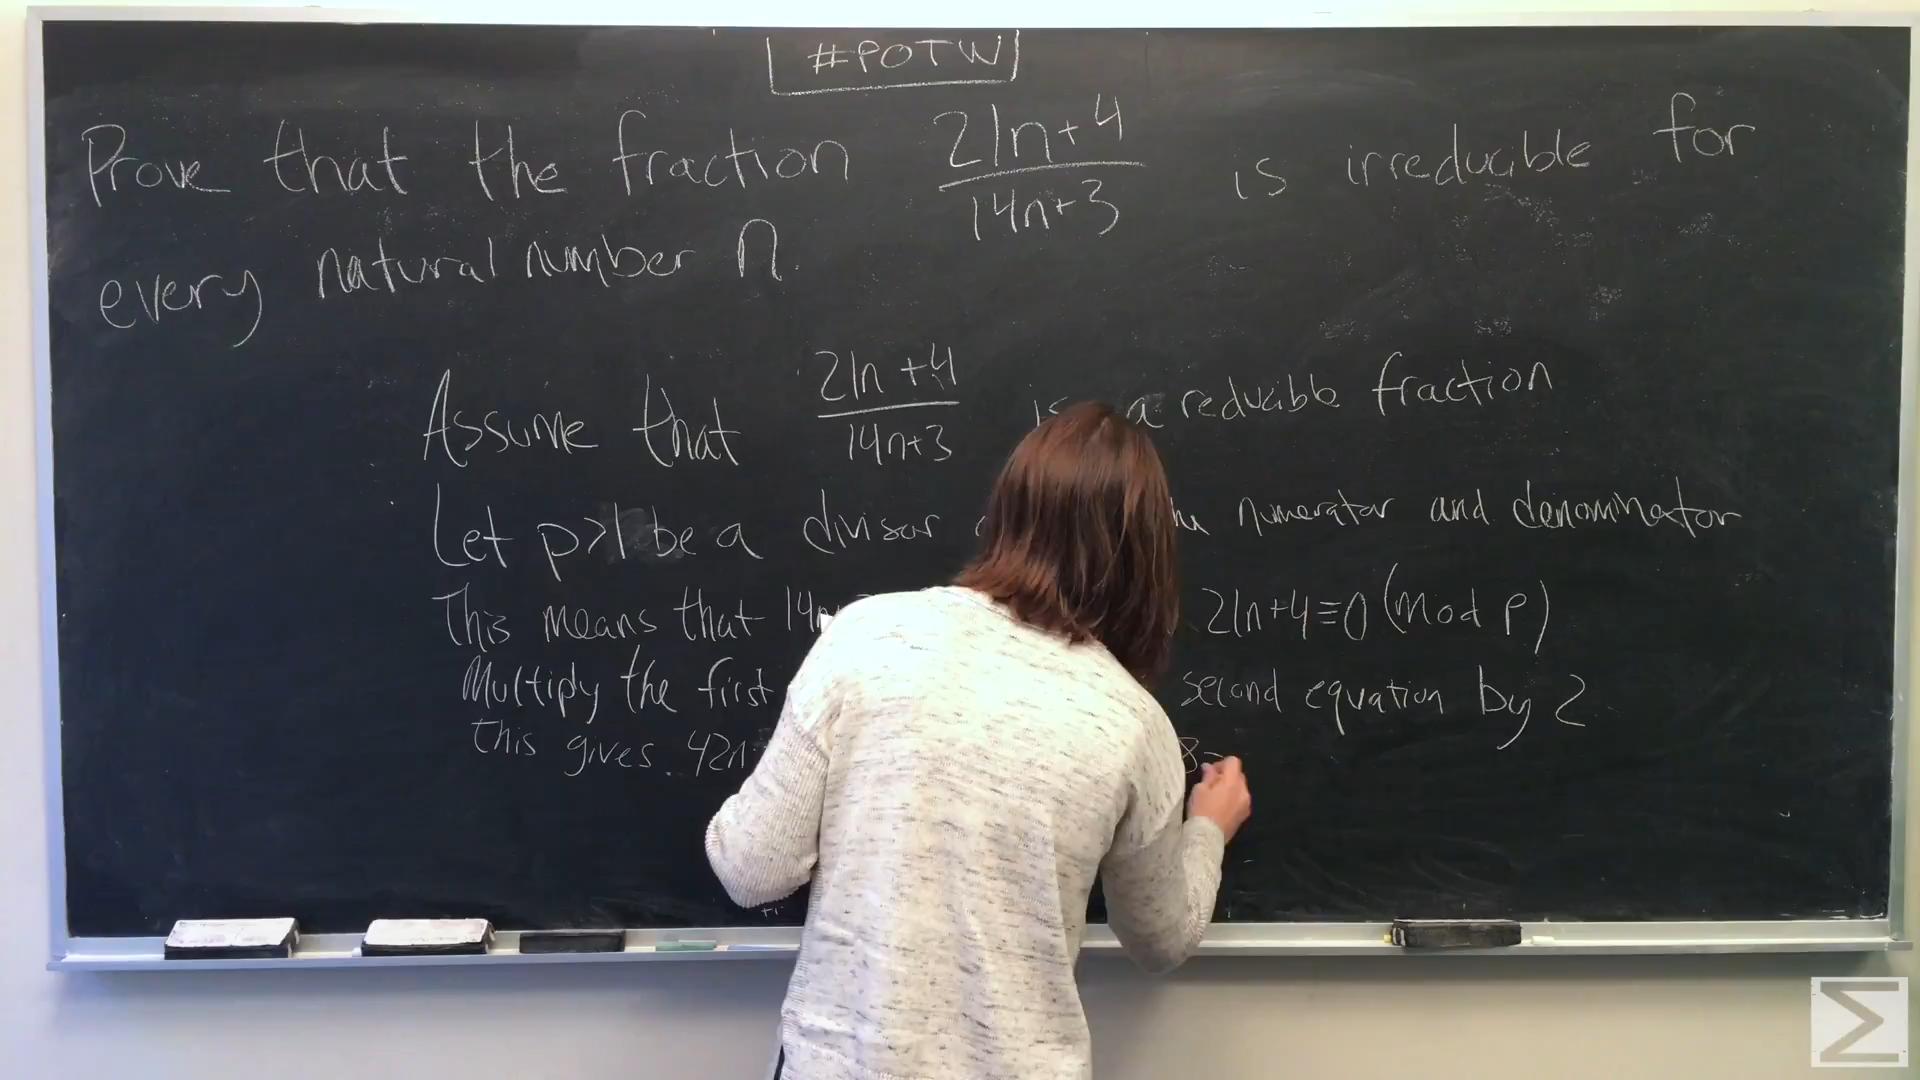 #POTW
Prove that the fraction 21n+4/14n+3 is irreducible for
every natural number n.
Assume that 21n+4/14n+3 is a reducible fraction
Let p>1 be a divisor numerator and denominator
This means that 14n 21n+4≡0 (mod p)
Multiply the first second equation by 2
this gives 42n 8
Σ